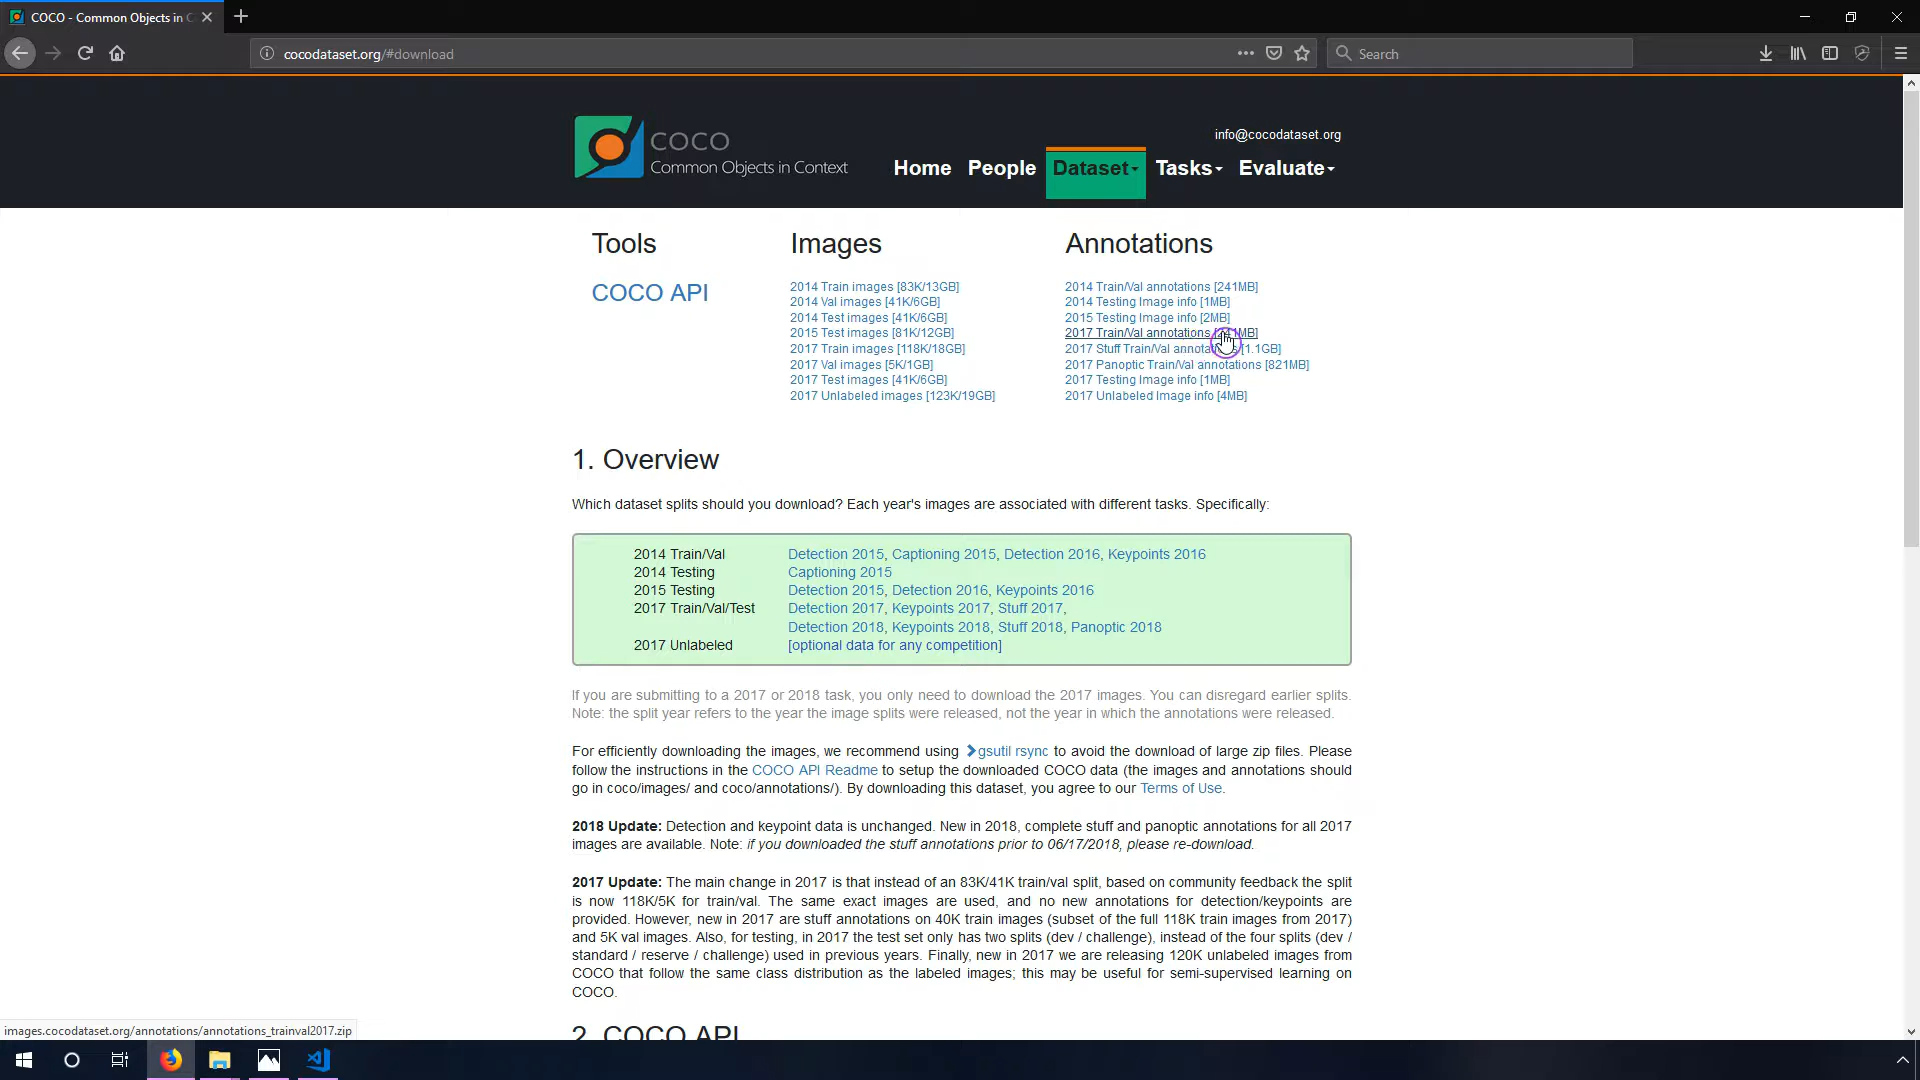 COCO - Common Objects in C
cocodataset.org/#download
Search
COCO
Common Objects in Context
info@cocodataset.org
Home People Dataset Tasks Evaluate
Tools
COCO API
Images
2014 Train images [83K/13GB]
2014 Val images [41K/6GB]
2014 Test images [41K/6GB]
2015 Test images [81K/12GB]
2017 Train images [118K/18GB]
2017 Val images [5K/1GB]
2017 Test images [41K/6GB]
2017 Unlabeled images [123K/19GB]
Annotations
2014 Train/Val annotations [241MB]
2014 Testing Image info [1MB]
2015 Testing Image info [2MB]
2017 Train/Val annotations
2017 Stuff Train/Val [1.1GB]
2017 Panoptic Train/Val annotations [821MB]
2017 Testing Image info [1MB]
2017 Unlabeled Image info [4MB]
1. Overview
Which dataset splits should you download? Each year's images are associated with different tasks. Specifically:
2014 Train/Val Detection 2015, Captioning 2015, Detection 2016, Keypoints 2016
2014 Testing Captioning 2015
2015 Testing Detection 2015, Detection 2016, Keypoints 2016
2017 Train/Val/Test Detection 2017, Keypoints 2017, Stuff 2017,
Detection 2018, Keypoints 2018, Stuff 2018, Panoptic 2018
2017 Unlabeled [optional data for any competition]
If you are submitting to a 2017 or 2018 task, you only need to download the 2017 images. You can disregard earlier splits.
Note: the split year refers to the year the image splits were released, not the year in which the annotations were released.
For efficiently downloading the images, we recommend using gsutil rsync to avoid the download of large zip files. Please
follow the instructions in the COCO API Readme to setup the downloaded COCO data (the images and annotations should
go in coco/images/ and coco/annotations/). By downloading this dataset, you agree to our Terms of Use.
2018 Update: Detection and keypoint data is unchanged. New in 2018, complete stuff and panoptic annotations for all 2017
images are available. Note: if you downloaded the stuff annotations prior to 06/17/2018, please re-download.
2017 Update: The main change in 2017 is that instead of an 83K/41K train/val split, based on community feedback the split
is now 118K/5K for train/val. The same exact images are used, and no new annotations for detection/keypoints are
provided. However, new in 2017 are stuff annotations on 40K train images (subset of the full 118K train images from 2017)
and 5K val images. Also, for testing, in 2017 the test set only has two splits (dev / challenge), instead of the four splits (dev /
standard / reserve / challenge) used in previous years. Finally, new in 2017 we are releasing 120K unlabeled images from
COCO that follow the same class distribution as the labeled images; this may be useful for semi-supervised learning on
COCO.
2. COCO API
images.cocodataset.org/annotations/annotations_trainval2017.zip